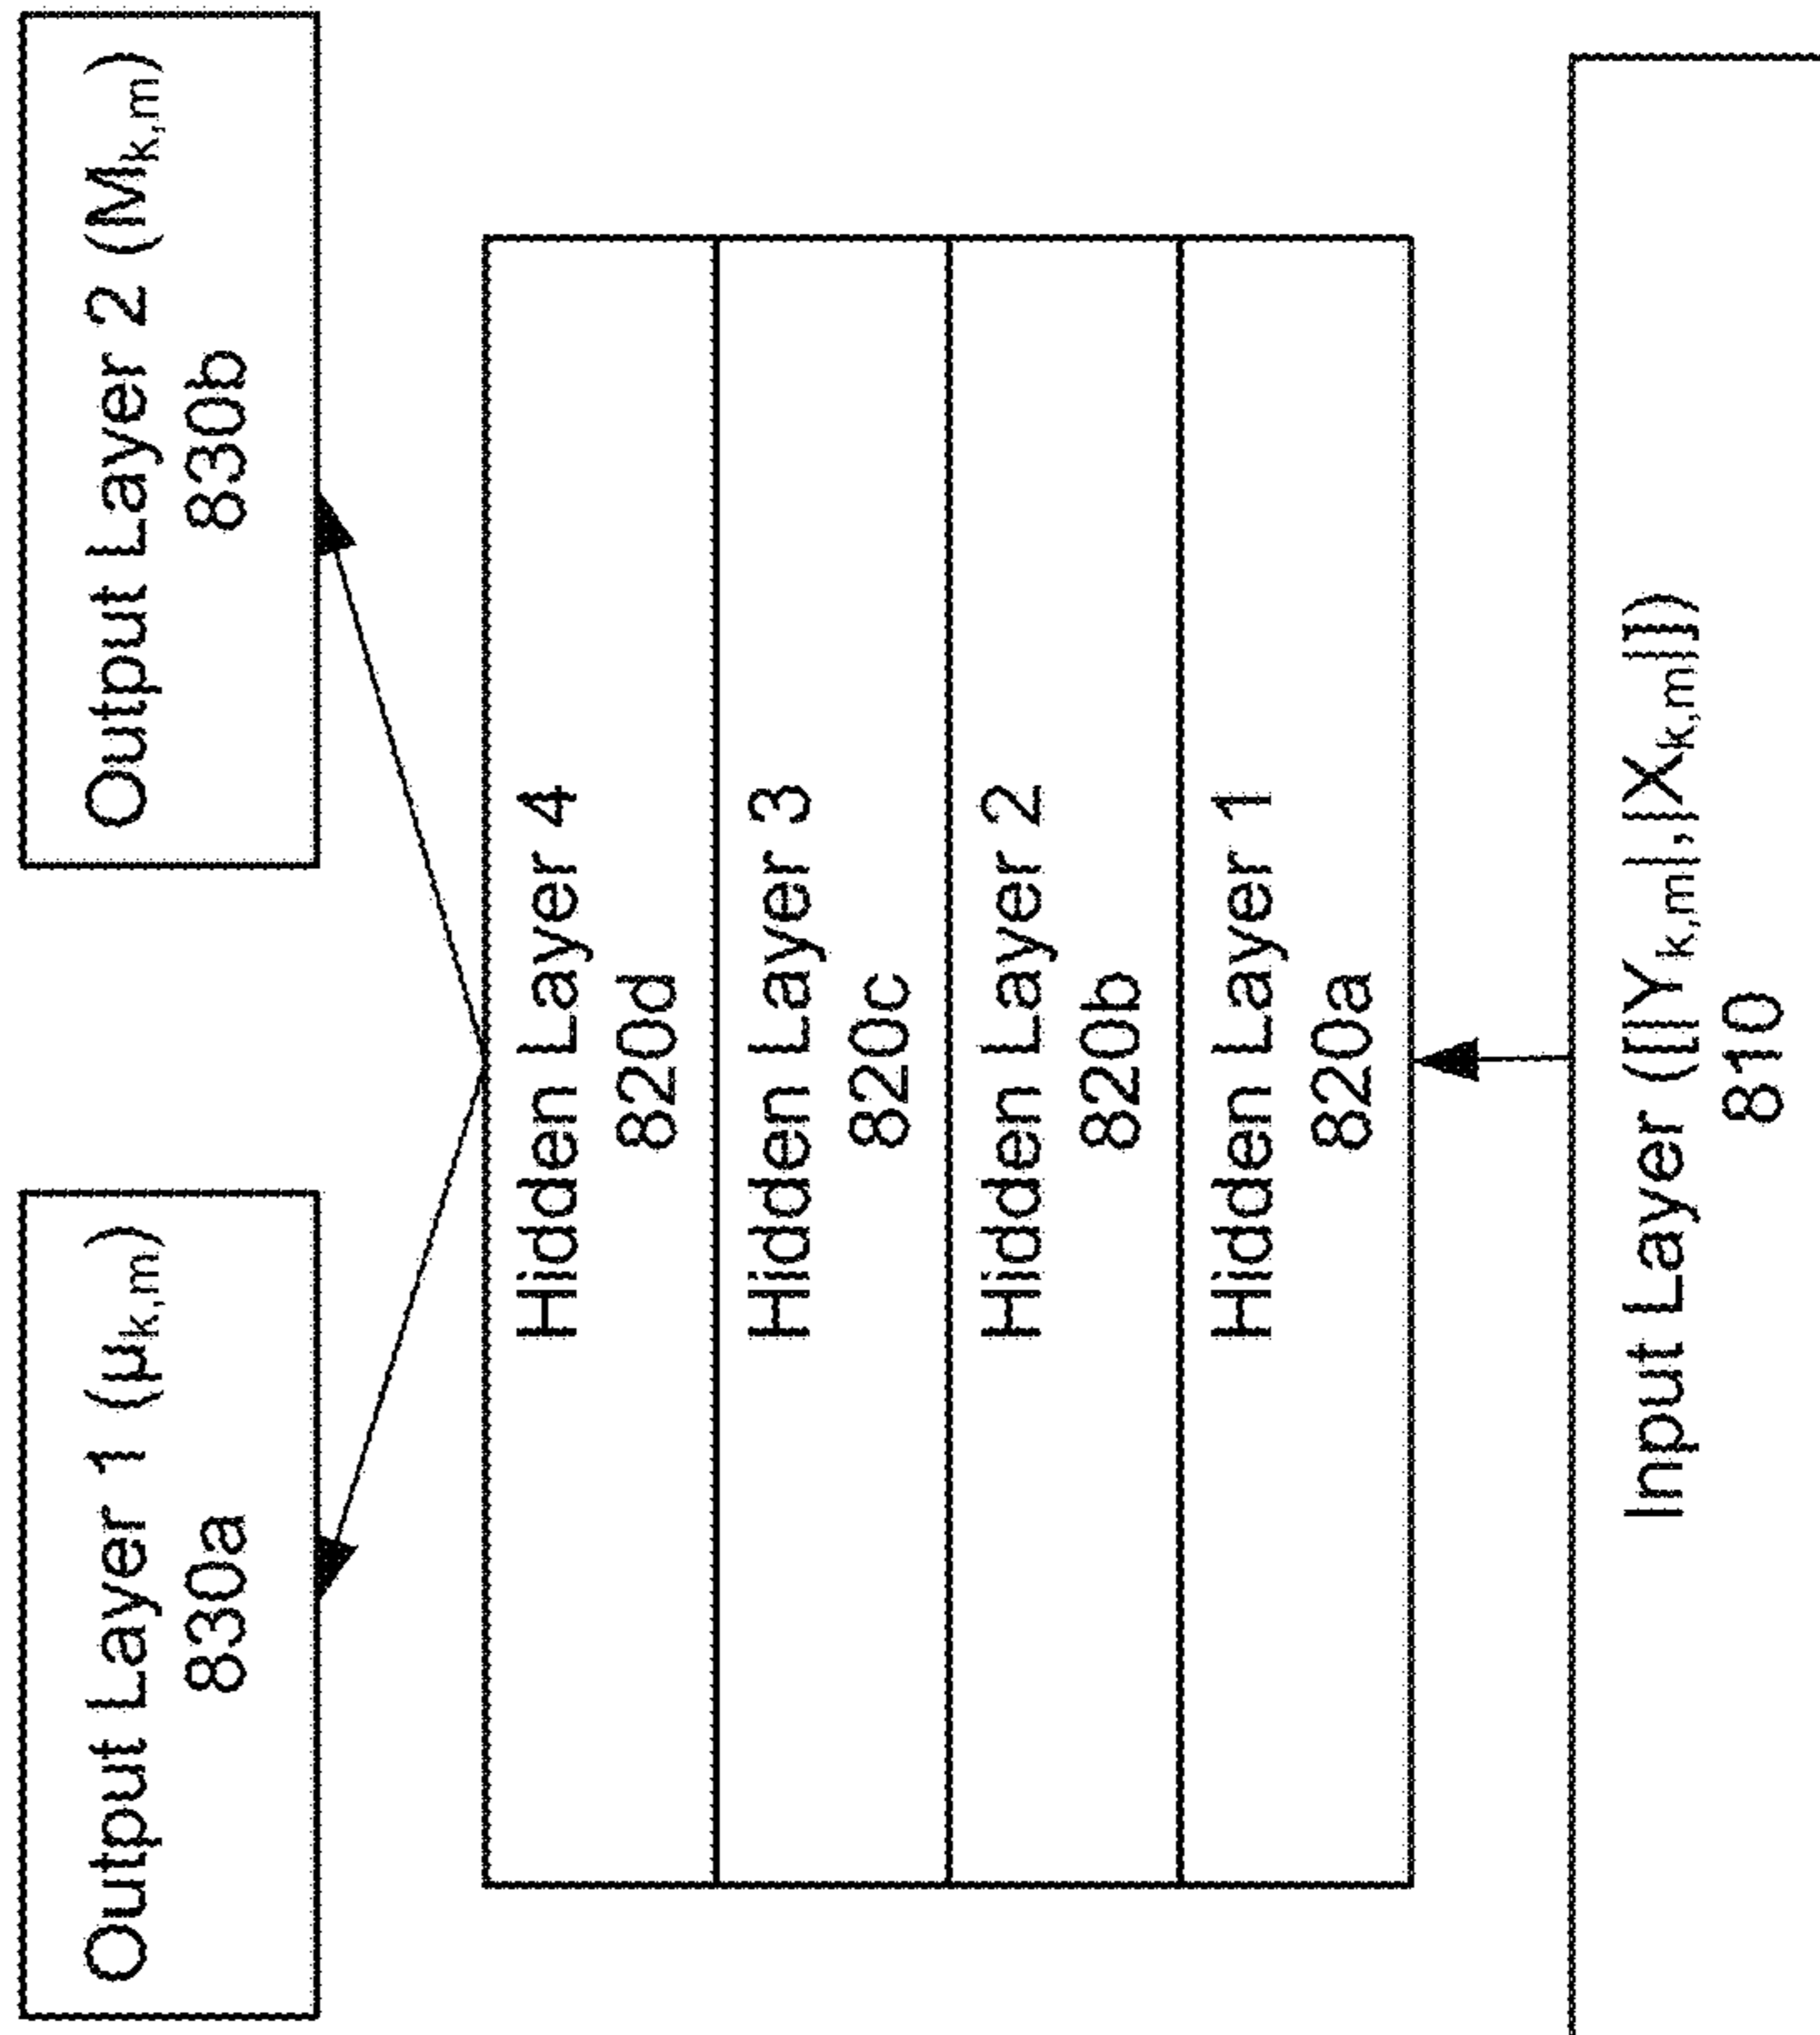 Output Layer 1 (μk,m)
830a
Output Layer 2 (Mk,m)
830b
Hidden Layer 4
820d
Hidden Layer 3
820c
Hidden Layer 2
820b
Hidden Layer 1
820a
Input Layer ([|Yk,m|,|Xk,m|])
810